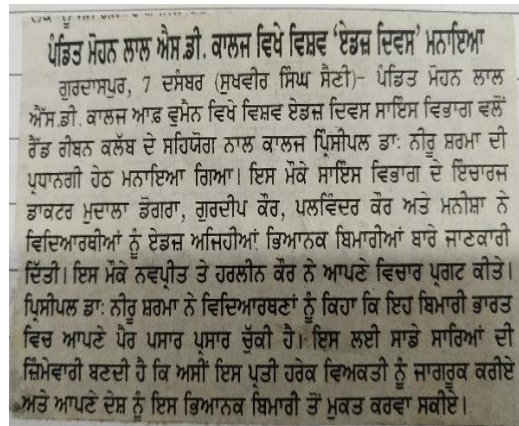 ਪੰਡਿਤ ਮੋਹਨ ਲਾਲ ਐਸ.ਡੀ. ਕਾਲਜ ਵਿਖੇ ਵਿਸ਼ਵ ‘ਏਡਜ਼ ਦਿਵਸ’ ਮਨਾਇਆ
ਗੁਰਦਾਸਪੁਰ, 7 ਦਸੰਬਰ (ਸੁਖਵੀਰ ਸਿੰਘ ਸੈਣੀ)- ਪੰਡਿਤ ਮੋਹਨ ਲਾਲ
ਐੱਸ.ਡੀ. ਕਾਲਜ ਆਫ਼ ਵੁਮੈਨ ਵਿਖੇ ਵਿਸ਼ਵ ਏਡਜ਼ ਦਿਵਸ ਸਾਇੰਸ ਵਿਭਾਗ ਵਲੋਂ
ਰੈੱਡ ਰੀਬਨ ਕਲੱਬ ਦੇ ਸਹਿਯੋਗ ਨਾਲ ਕਾਲਜ ਪ੍ਰਿੰਸੀਪਲ ਡਾ: ਨੀਰੂ ਸ਼ਰਮਾ ਦੀ
ਪ੍ਰਧਾਨਗੀ ਹੇਠ ਮਨਾਇਆ ਗਿਆ। ਇਸ ਮੌਕੇ ਸਾਇੰਸ ਵਿਭਾਗ ਦੇ ਇੰਚਾਰਜ
ਡਾਕਟਰ ਮੁਦਾਲਾ ਡੋਗਰਾ, ਗੁਰਦੀਪ ਕੌਰ, ਪਲਵਿੰਦਰ ਕੌਰ ਅਤੇ ਮਨੀਸ਼ਾ ਨੇ
ਵਿਦਿਆਰਥੀਆਂ ਨੂੰ ਏਡਜ਼ ਅਜਿਹੀਆਂ ਭਿਆਨਕ ਬਿਮਾਰੀਆਂ ਬਾਰੇ ਜਾਣਕਾਰੀ
ਦਿੱਤੀ। ਇਸ ਮੌਕੇ ਨਵਪ੍ਰੀਤ ਤੇ ਹਰਲੀਨ ਕੌਰ ਨੇ ਆਪਣੇ ਵਿਚਾਰ ਪ੍ਰਗਟ ਕੀਤੇ।
ਪ੍ਰਿੰਸੀਪਲ ਡਾ: ਨੀਰੂ ਸ਼ਰਮਾ ਨੇ ਵਿਦਿਆਰਥਣਾਂ ਨੂੰ ਕਿਹਾ ਕਿ ਇਹ ਬਿਮਾਰੀ ਭਾਰਤ
ਵਿਚ ਆਪਣੇ ਪੈਰ ਪਸਾਰ ਪ੍ਰਸਾਰ ਚੁੱਕੀ ਹੈ। ਇਸ ਲਈ ਸਾਡੇ ਸਾਰਿਆਂ ਦੀ
ਜ਼ਿੰਮੇਵਾਰੀ ਬਣਦੀ ਹੈ ਕਿ ਅਸੀਂ ਇਸ ਪ੍ਰਤੀ ਹਰੇਕ ਵਿਅਕਤੀ ਨੂੰ ਜਾਗਰੂਕ ਕਰੀਏ
ਅਤੇ ਆਪਣੇ ਦੇਸ਼ ਨੂੰ ਇਸ ਭਿਆਨਕ ਬਿਮਾਰੀ ਤੋਂ ਮੁਕਤ ਕਰਵਾ ਸਕੀਏ।